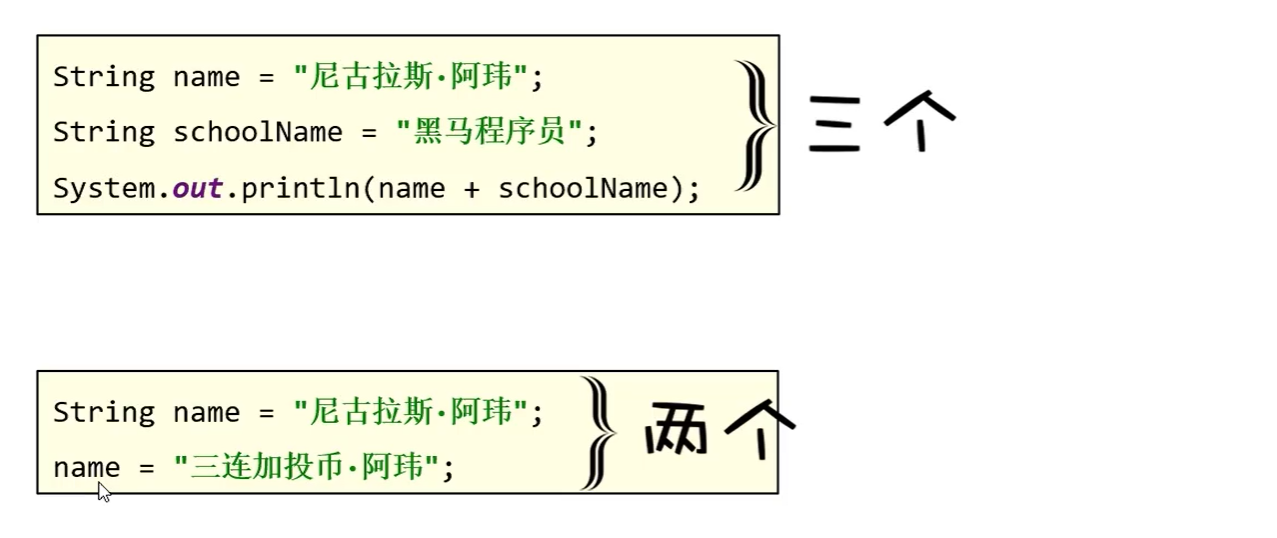 String name = "尼古拉斯·阿玮";
String schoolName = "黑马程序员";
System.out.println(name + schoolName);
三个
String name = "尼古拉斯·阿玮";
name = "三连加投币·阿玮";
两个